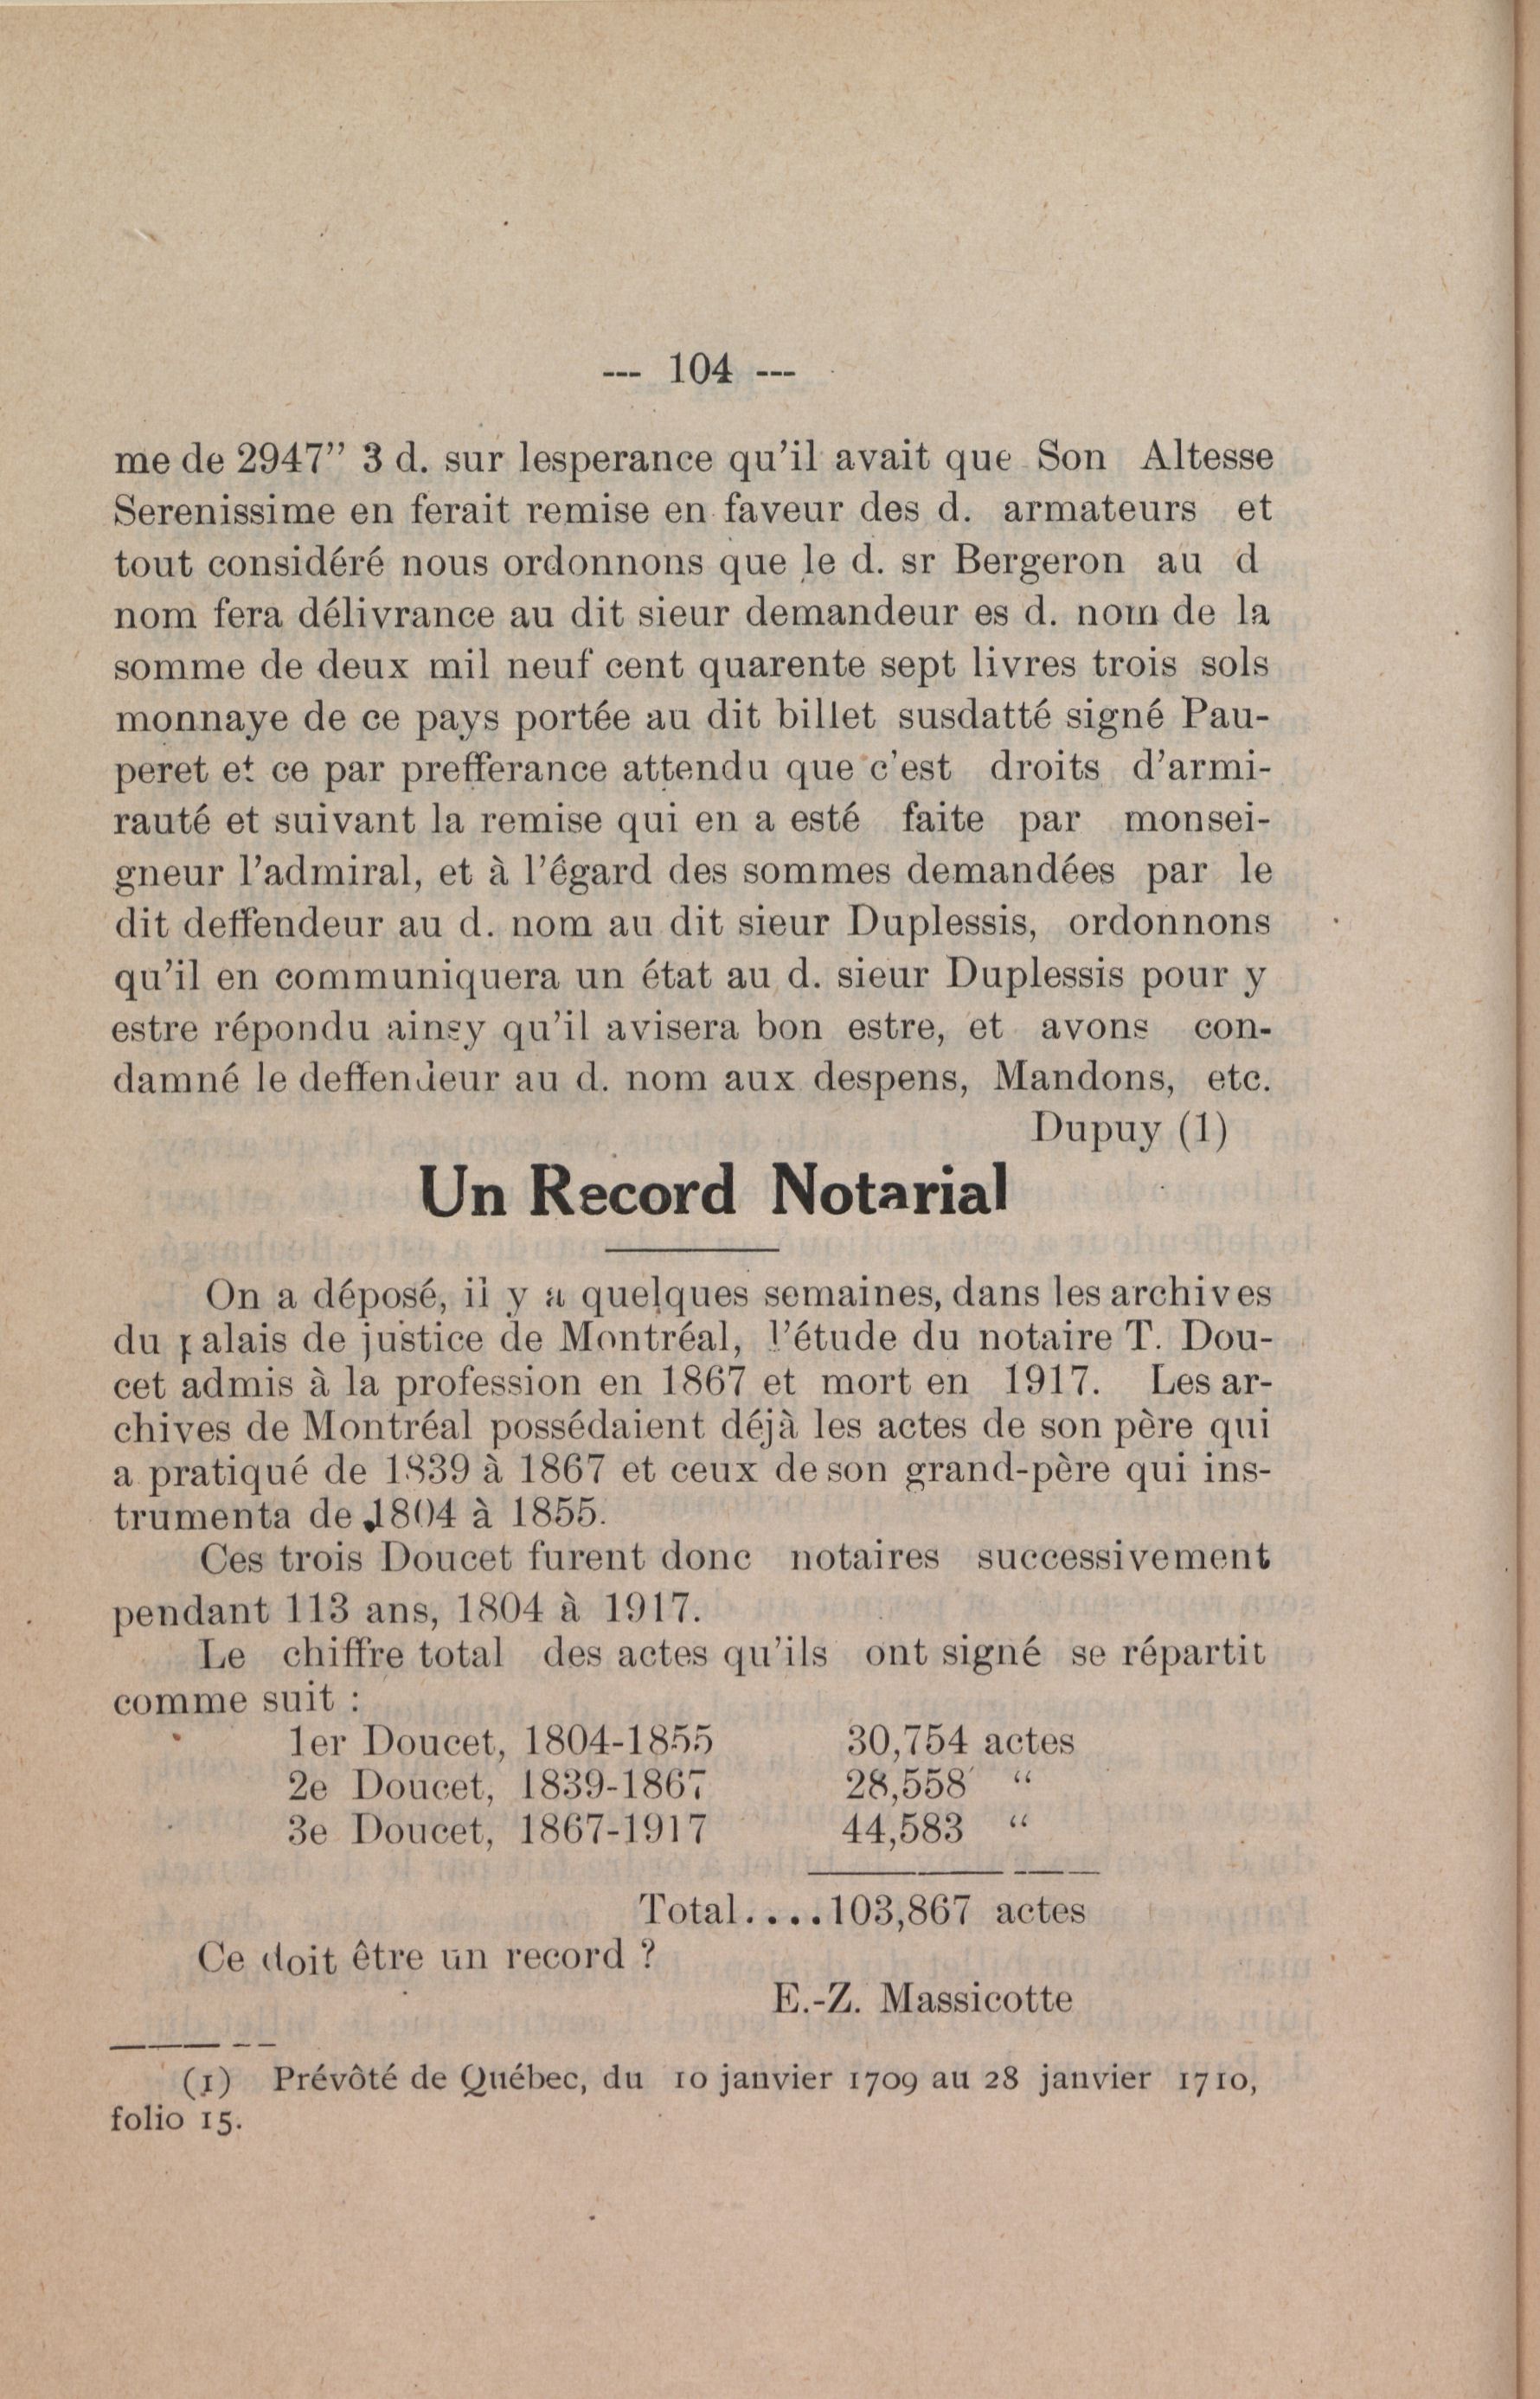 --- 104 ---
me de 2947” 3 d. sur lesperance qu’il avait que Son Altesse
Serenissime en ferait remise en faveur des d. armateurs et
tout considéré nous ordonnons que le d. sr Bergeron au d
nom fera délivrance au dit sieur demandeur es d. nom de la
somme de deux mil neuf cent quarente sept livres trois sols
monnaye de ce pays portée au dit billet susdatté signé Pau-
peret et ce par prefferance attendu que c’est droits d’armi-
rauté et suivant la remise qui en a esté faite par monsei-
gneur l’admiral, et à l’égard des sommes demandées par le
dit deffendeur au d. nom au dit sieur Duplessis, ordonnons
qu’il en communiquera un état au d. sieur Duplessis pour y
estre répondu ainsy qu’il avisera bon estre, et avons con-
damné le deffendeur au d. nom aux despens, Mandons, etc.
Dupuy (1)
Un Record Notarial
On a déposé, il y a quelques semaines, dans les archives
du palais de justice de Montréal, l’étude du notaire T. Dou-
cet admis à la profession en 1867 et mort en 1917. Les ar-
chives de Montréal possédaient déjà les actes de son père qui
a pratiqué de 1839 à 1867 et ceux de son grand-père qui ins-
trumenta de 1804 à 1855.
Ces trois Doucet furent donc notaires successivement
pendant 113 ans, 1804 à 1917.
Le chiffre total des actes qu’ils ont signé se répartit
comme suit :
1er Doucet, 1804-1855 30,754 actes
2e Doucet, 1839-1867 28,558 “
3e Doucet, 1867-1917 44,583 “
Total....103,867 actes
Ce doit être un record ?
E.-Z. Massicotte
(1) Prévôté de Québec, du 10 janvier 1709 au 28 janvier 1710,
folio 15.